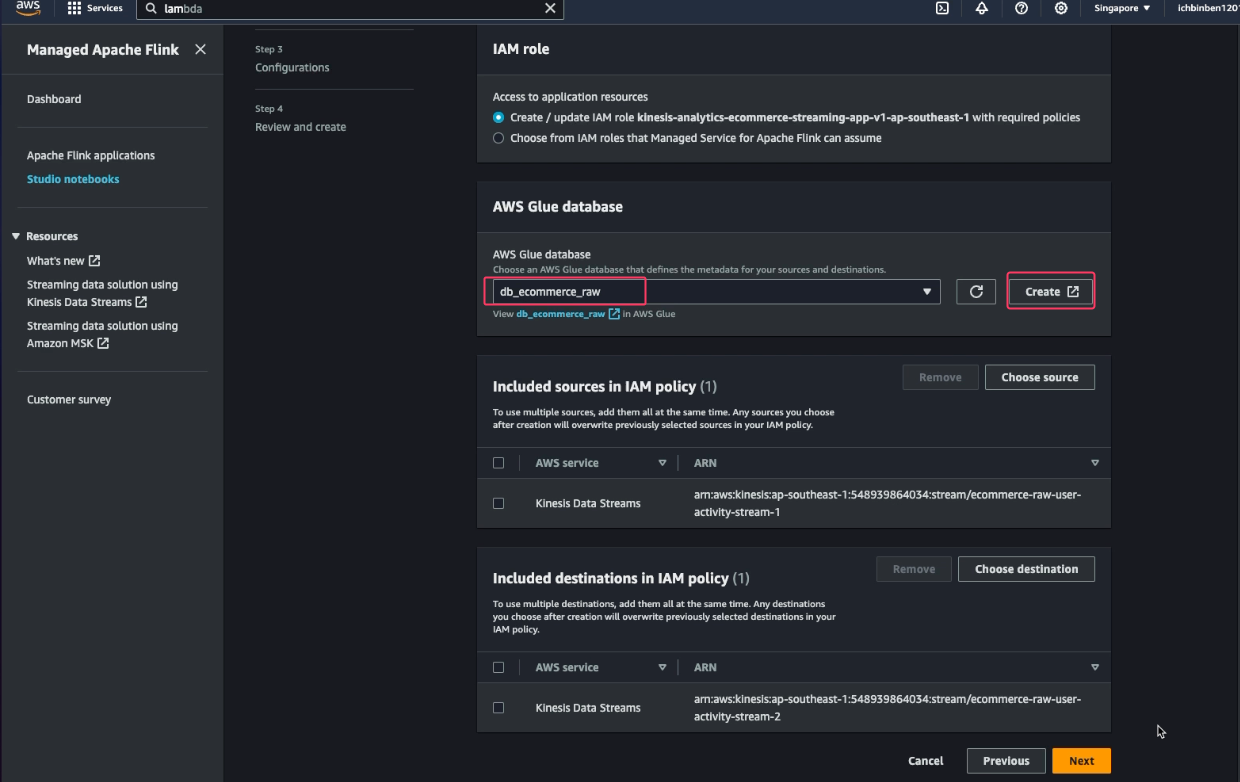 aws
Services
lambda
Singapore
ichbinben1201
Managed Apache Flink
Dashboard
Apache Flink applications
Studio notebooks
Resources
What's new
Streaming data solution using
Kinesis Data Streams
Streaming data solution using
Amazon MSK
Customer survey
Step 3
Configurations
Step 4
Review and create
IAM role
Access to application resources
Create / update IAM role kinesis-analytics-ecommerce-streaming-app-v1-ap-southeast-1 with required policies
Choose from IAM roles that Managed Service for Apache Flink can assume
AWS Glue database
AWS Glue database
Choose an AWS Glue database that defines the metadata for your sources and destinations.
db_ecommerce_raw
Create
View db_ecommerce_raw in AWS Glue
Included sources in IAM policy (1)
Remove
Choose source
To use multiple sources, add them all at the same time. Any sources you choose
after creation will overwrite previously selected sources in your IAM policy.
AWS service
ARN
Kinesis Data Streams
arn:aws:kinesis:ap-southeast-1:548939864034:stream/ecommerce-raw-user-
activity-stream-1
Included destinations in IAM policy (1)
Remove
Choose destination
To use multiple destinations, add them all at the same time. Any destinations
you choose after creation will overwrite previously selected destinations in your
IAM policy.
AWS service
ARN
Kinesis Data Streams
arn:aws:kinesis:ap-southeast-1:548939864034:stream/ecommerce-raw-user-
activity-stream-2
Cancel
Previous
Next